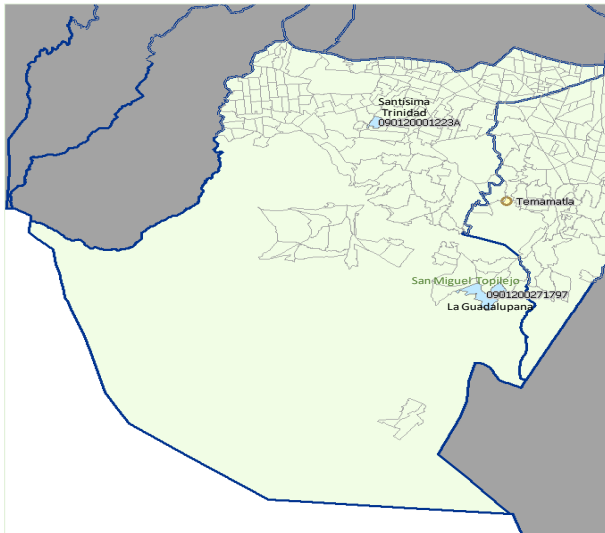 Santísima
Trinidad
090120001223A
Temamatla
San Miguel Topilejo
0901200271797
La Guadalupana